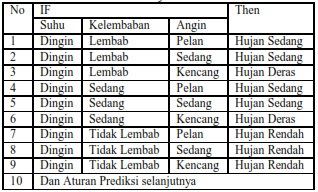 No IF Then
Suhu Kelembaban Angin
1 Dingin Lembab Pelan Hujan Sedang
2 Dingin Lembab Sedang Hujan Sedang
3 Dingin Lembab Kencang Hujan Deras
4 Dingin Sedang Pelan Hujan Sedang
5 Dingin Sedang Sedang Hujan Sedang
6 Dingin Sedang Kencang Hujan Deras
7 Dingin Tidak Lembab Pelan Hujan Rendah
8 Dingin Tidak Lembab Sedang Hujan Rendah
9 Dingin Tidak Lembab Kencang Hujan Rendah
10 Dan Aturan Prediksi selanjutnya